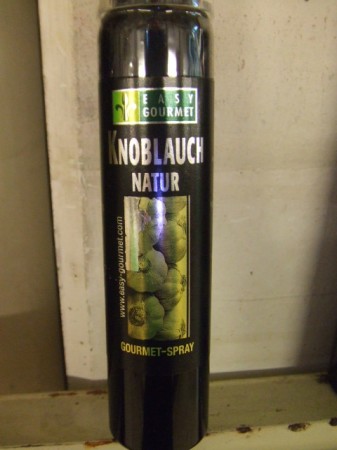 EASY
GOURMET
KNOBLAUCH
NATUR
www.easy-gourmet.com
GOURMET-SPRAY